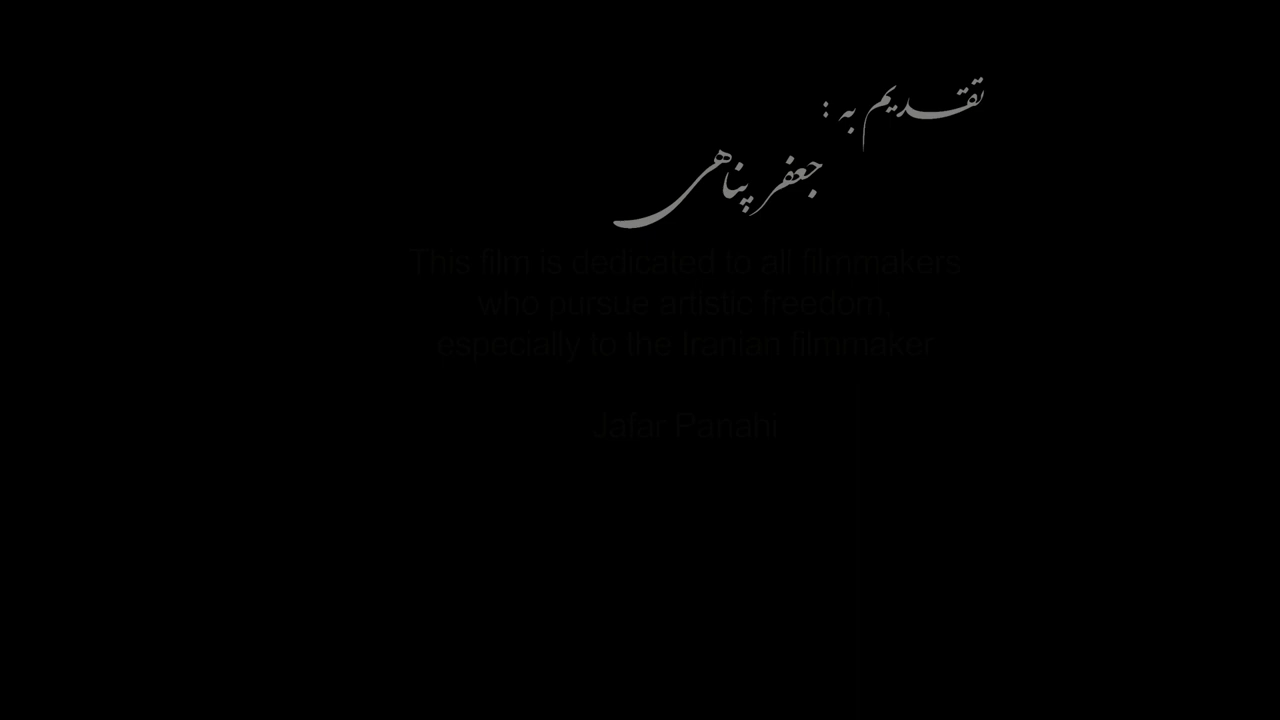 تقدیم به :
جعفر پناهی
This film is dedicated to all filmmakers
who pursue artistic freedom,
especially to the Iranian filmmaker
Jafar Panahi